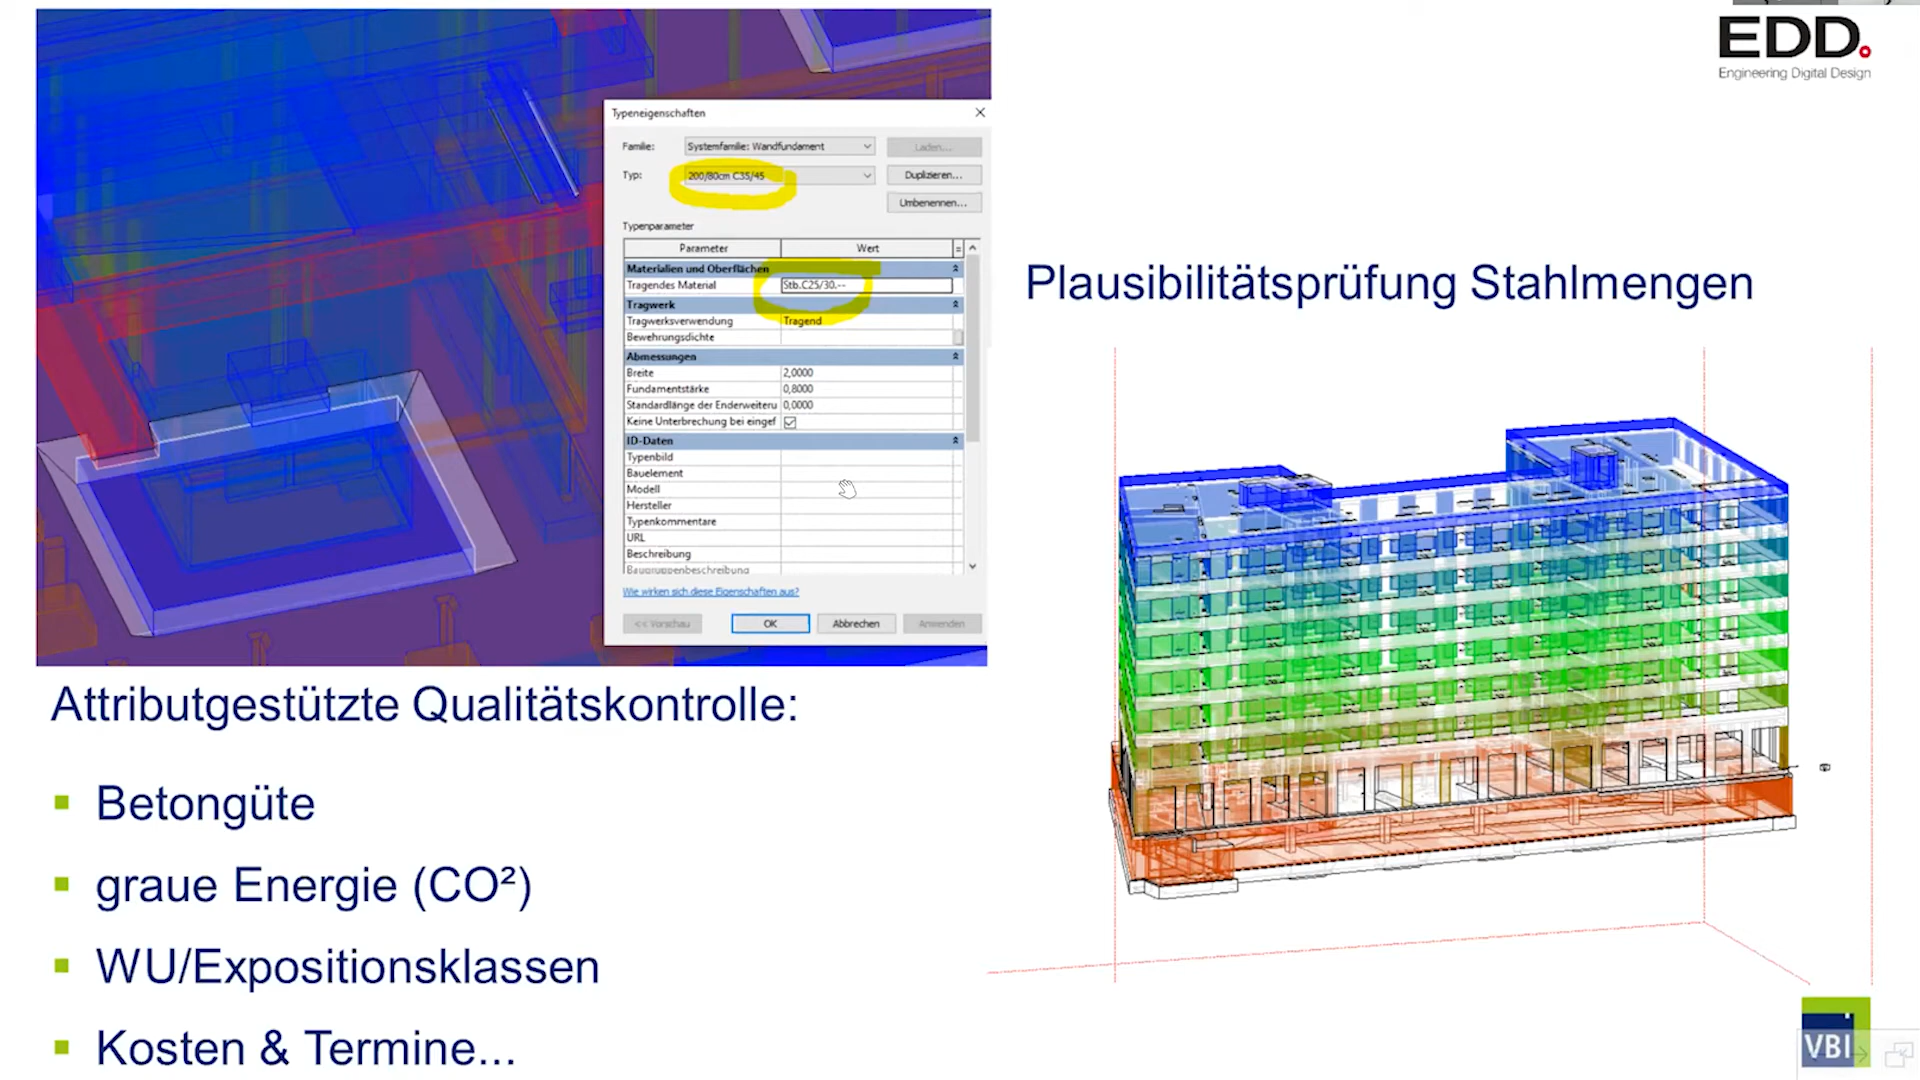 EDD.
Engineering Digital Design
Typeneigenschaften
Familie:
Systemfamilie: Wandfundament
Laden...
Typ:
200/80cm C35/45
Duplizieren...
Umbenennen...
Typenparameter
Parameter
Wert
=
Materialien und Oberflächen
Tragendes Material
Stb.C25/30.--
Tragwerk
Tragwerksverwendung
Tragend
Bewehrungsdichte
Abmessungen
Breite
2,0000
Fundamentstärke
0,8000
Standardlänge der Enderweiteru
0,0000
Keine Unterbrechung bei eingef
ID-Daten
Typenbild
Bauelement
Modell
Hersteller
Typenkommentare
URL
Beschreibung
Baugruppenbeschreibung
Wie wirken sich diese Eigenschaften aus?
<< Vorschau
OK
Abbrechen
Anwenden
Plausibilitätsprüfung Stahlmengen
Attributgestützte Qualitätskontrolle:
Betongüte
graue Energie (CO²)
WU/Expositionsklassen
Kosten & Termine...
VBI